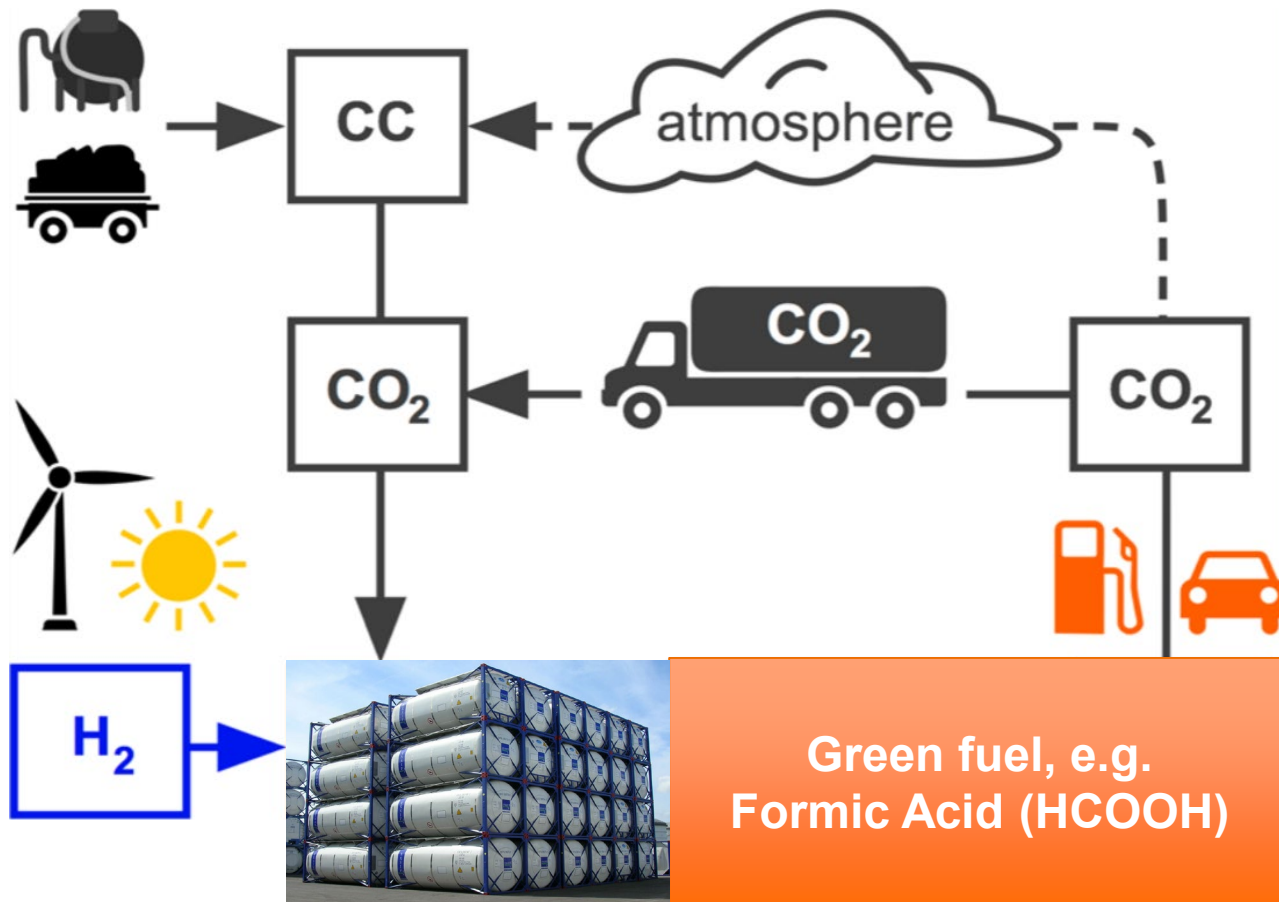 CC
atmosphere
CO₂
CO₂
CO₂
H₂
Green fuel, e.g.
Formic Acid (HCOOH)